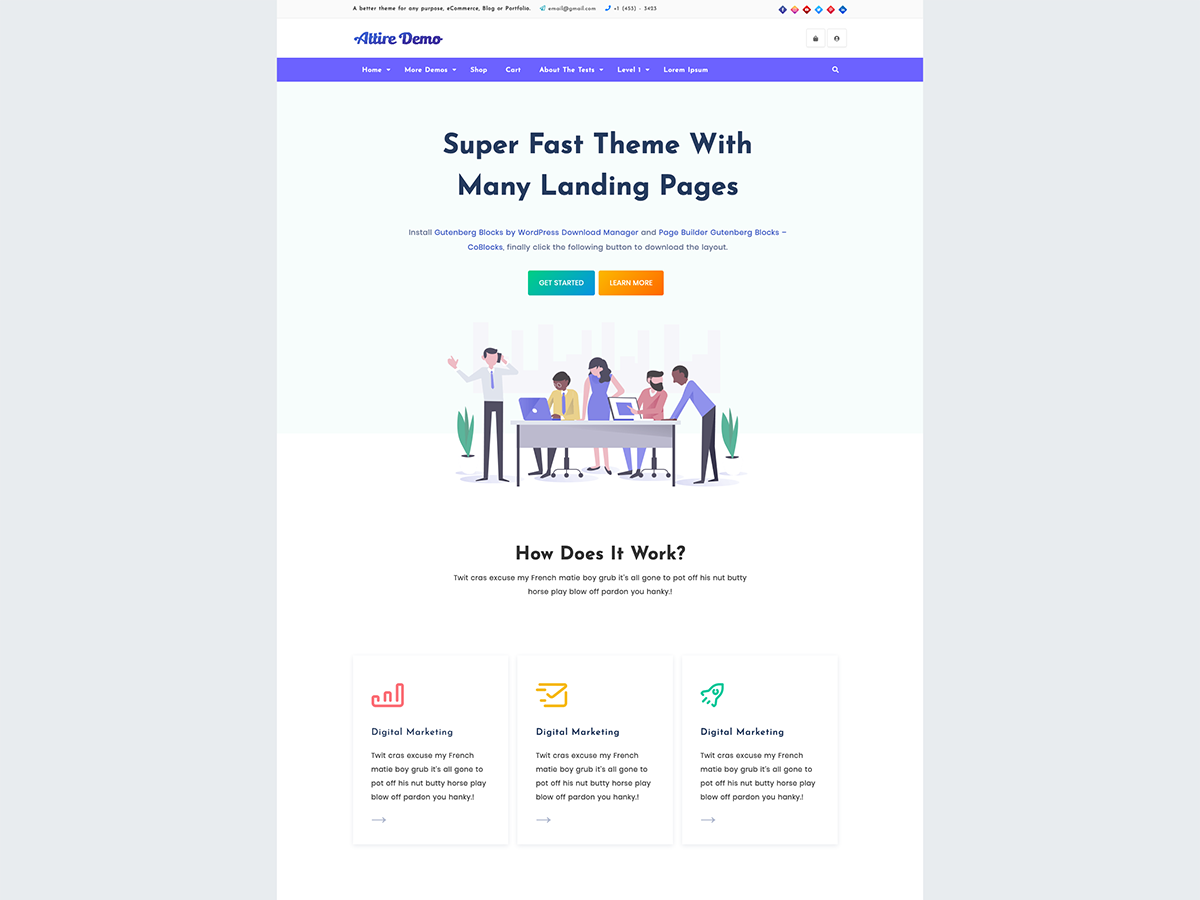 A better theme for any purpose, eCommerce, Blog or Portfolio. email@gmail.com +1 (453) - 3423
Attire Demo
Home More Demos Shop Cart About The Tests Level 1 Lorem Ipsum
Super Fast Theme With
Many Landing Pages
Install Gutenberg Blocks by WordPress Download Manager and Page Builder Gutenberg Blocks –
CoBlocks, finally click the following button to download the layout.
GET STARTED LEARN MORE
How Does It Work?
Twit cras excuse my French matie boy grub it's all gone to pot off his nut butty
horse play blow off pardon you hanky.!
Digital Marketing Digital Marketing Digital Marketing
Twit cras excuse my French
matie boy grub it's all gone to
pot off his nut butty horse play
blow off pardon you hanky.!
Twit cras excuse my French
matie boy grub it's all gone to
pot off his nut butty horse play
blow off pardon you hanky.!
Twit cras excuse my French
matie boy grub it's all gone to
pot off his nut butty horse play
blow off pardon you hanky.!